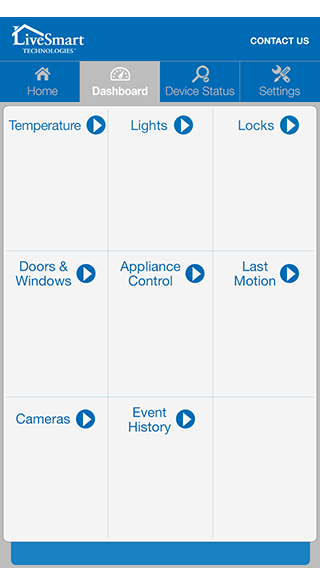 LiveSmart
TECHNOLOGIES™
CONTACT US
Home
Dashboard
Device Status
Settings
Temperature
Lights
Locks
Doors &
Windows
Appliance
Control
Last
Motion
Cameras
Event
History